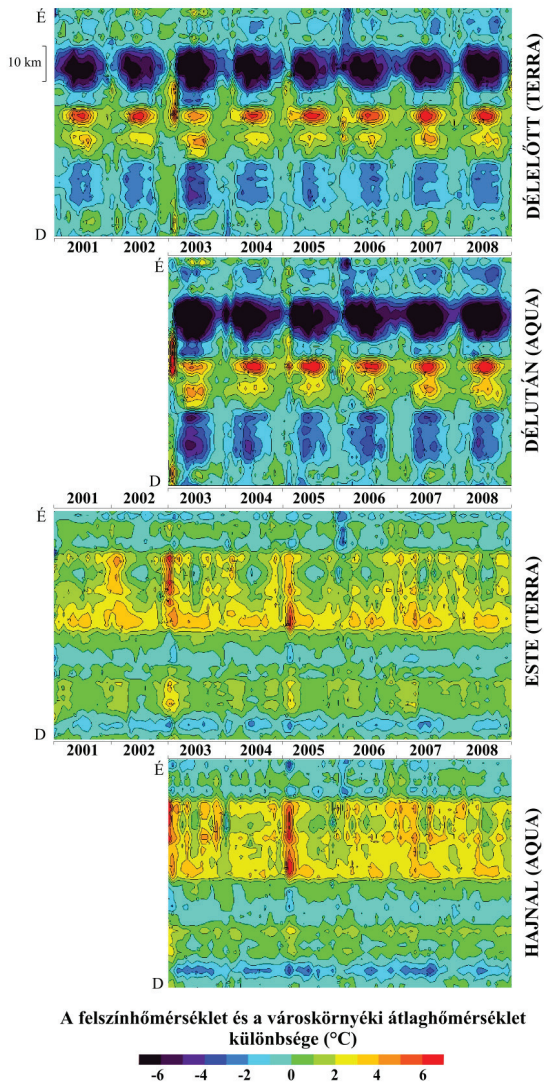 É
10 km
D
DÉLELŐTT (TERRA)
2001 2002 2003 2004 2005 2006 2007 2008
É
D
DÉLUTÁN (AQUA)
2001 2002 2003 2004 2005 2006 2007 2008
É
D
ESTE (TERRA)
2001 2002 2003 2004 2005 2006 2007 2008
É
D
HAJNAL (AQUA)
A felszínhőmérséklet és a városkörnyéki átlaghőmérséklet
különbsége (°C)
-6 -4 -2 0 2 4 6